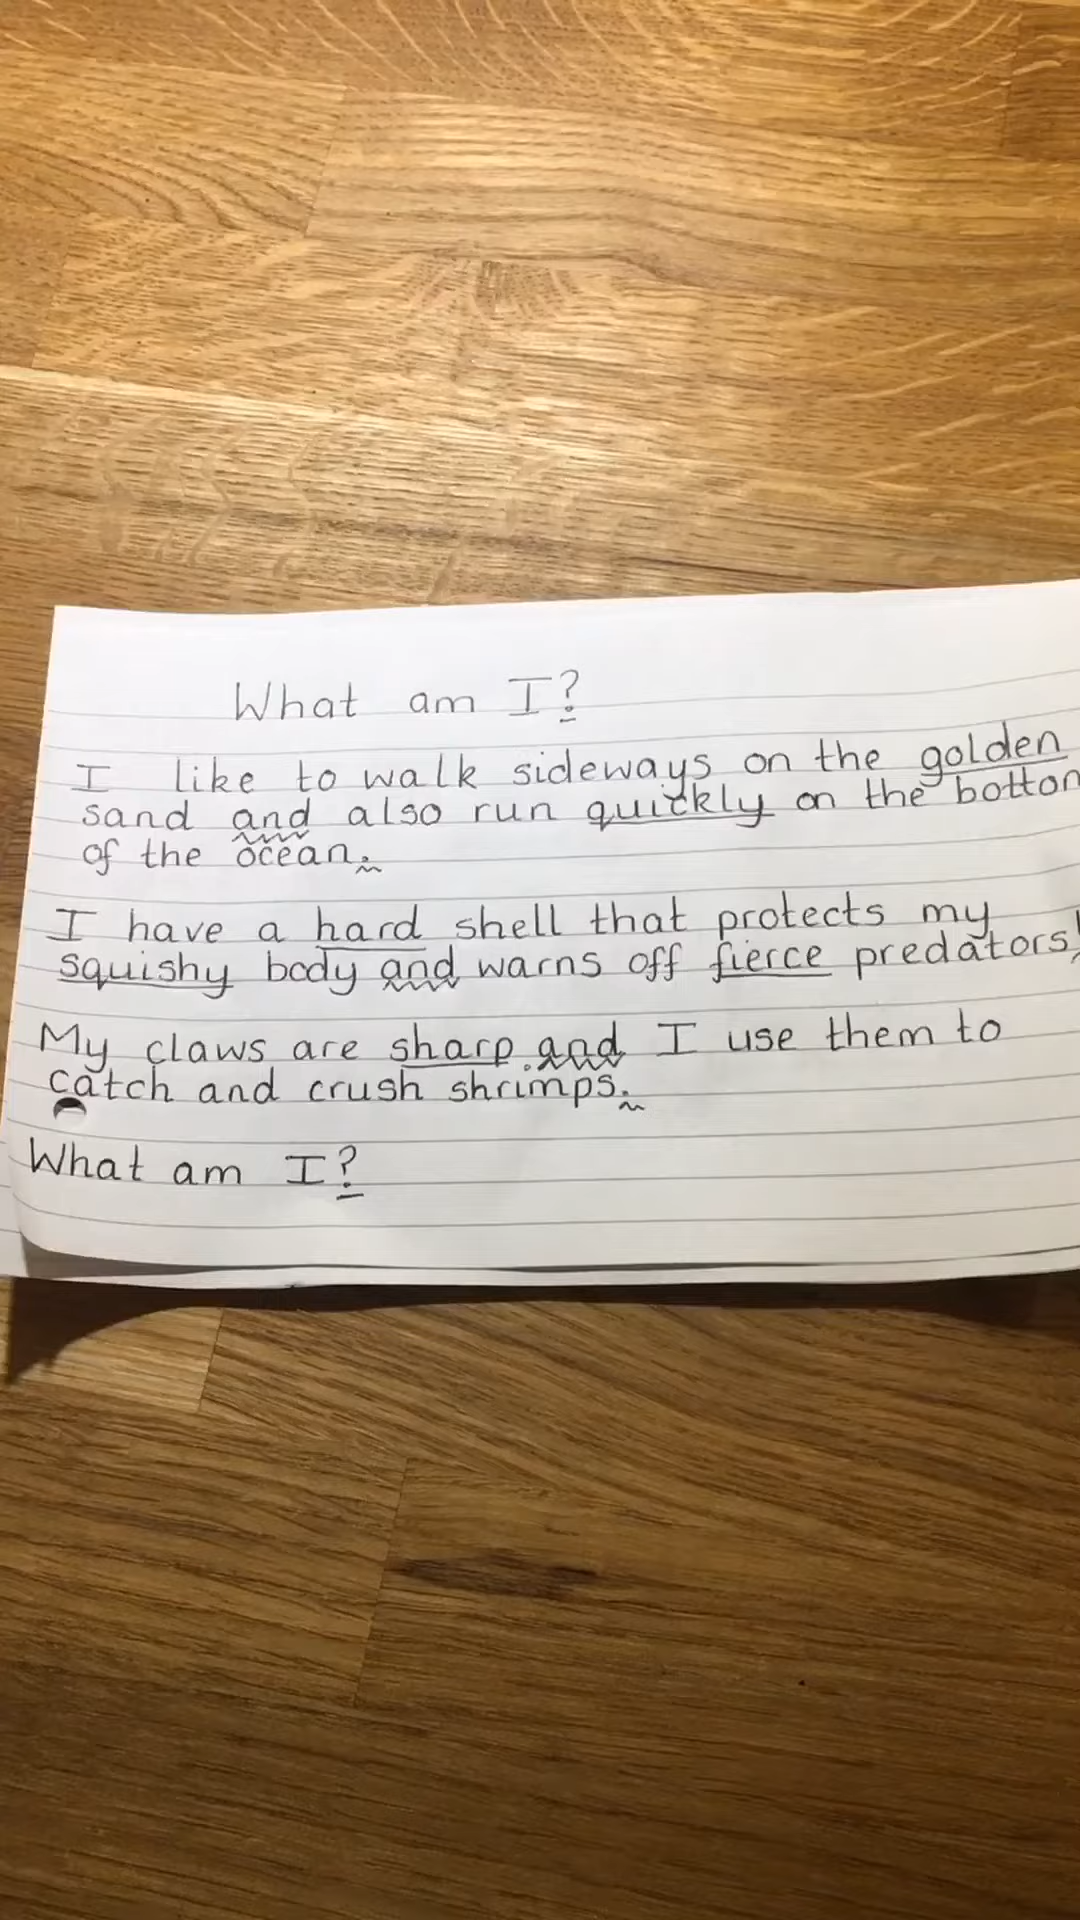 What am I?
I like to walk sideways on the golden
sand and also run quickly on the bottom
of the ocean.
I have a hard shell that protects my
squishy body and warns off fierce predators!
My claws are sharp and I use them to
catch and crush shrimps.
What am I?